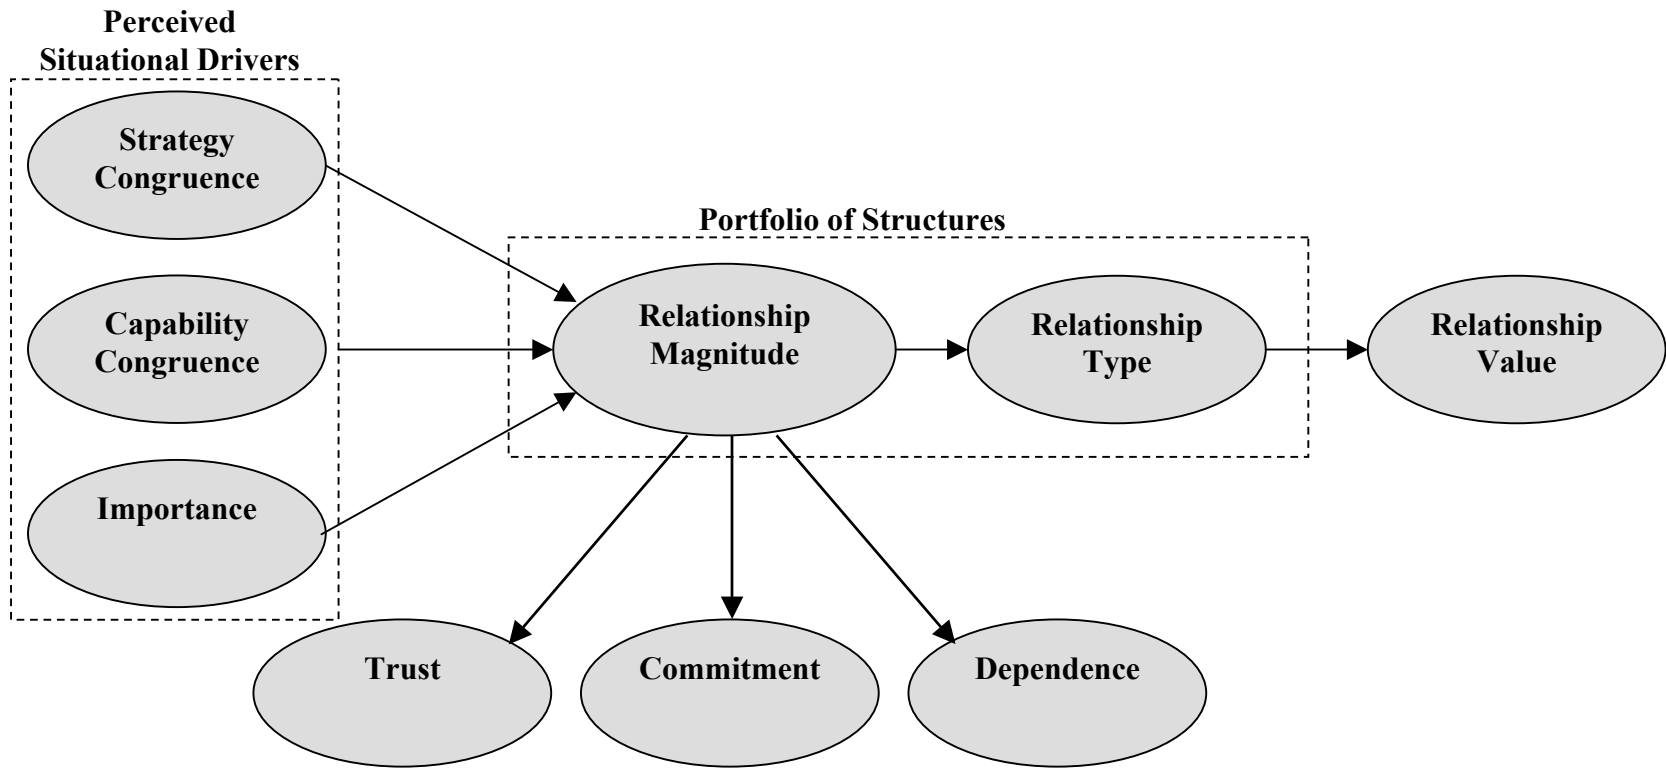 Perceived
Situational Drivers
Strategy
Congruence
Capability
Congruence
Importance
Portfolio of Structures
Relationship
Magnitude
Relationship
Type
Relationship
Value
Trust
Commitment
Dependence